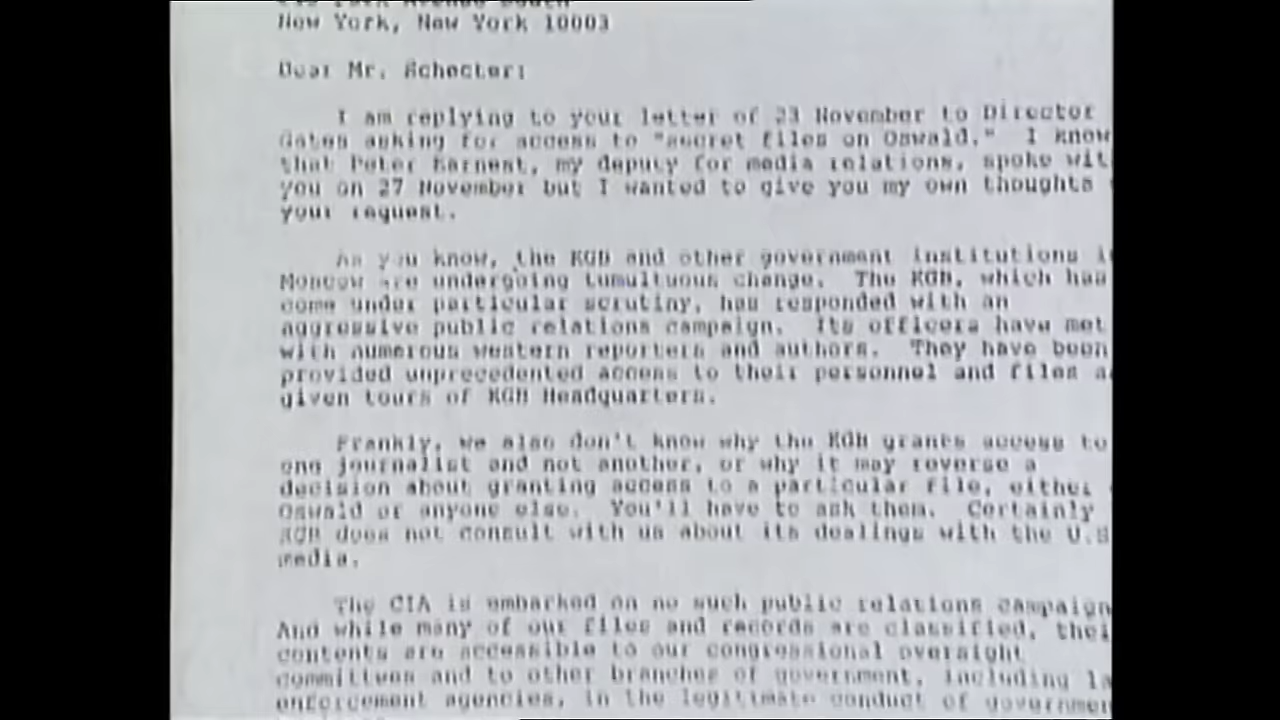 New York, New York 10003
Dear Mr. Schecter:
I am replying to your letter of 23 November to Director
Gates asking for access to "secret files on Oswald." I know
that Peter Earnest, my deputy for media relations, spoke wit
you on 27 November but I wanted to give you my own thoughts
your request.
As you know, the KGB and other government institutions i
Moscow are undergoing tumultuous change. The KGB, which has
come under particular scrutiny, has responded with an
aggressive public relations campaign. Its officers have met
with numerous western reporters and authors. They have been
provided unprecedented access to their personnel and files a
given tours of KGB Headquarters.
Frankly, we also don't know why the KGB grants access to
one journalist and not another, or why it may reverse a
decision about granting access to a particular file, either
Oswald or anyone else. You'll have to ask them. Certainly
KGB does not consult with us about its dealings with the U.S
media.
The CIA is embarked on no such public relations campaign
And while many of our files and records are classified, thei
contents are accessible to our congressional oversight
committees and to other branches of government, including la
enforcement agencies, in the legitimate conduct of governmen